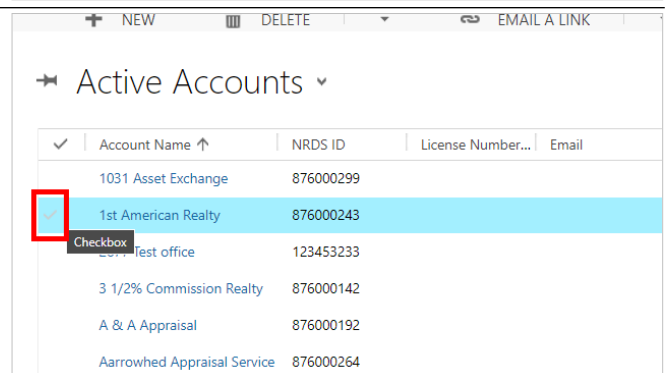 NEW DELETE EMAIL A LINK
Active Accounts
Account Name NRDS ID License Number... Email
1031 Asset Exchange 876000299
1st American Realty 876000243
Checkbox
Test office 123453233
3 1/2% Commission Realty 876000142
A & A Appraisal 876000192
Aarrowhed Appraisal Service 876000264